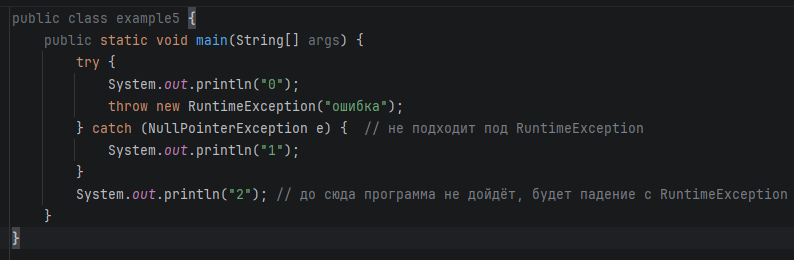 public class example5 {
    public static void main(String[] args) {
        try {
            System.out.println("0");
            throw new RuntimeException("ошибка");
        } catch (NullPointerException e) {  // не подходит под RuntimeException
            System.out.println("1");
        }
        System.out.println("2"); // до сюда программа не дойдёт, будет падение с RuntimeException
    }
}